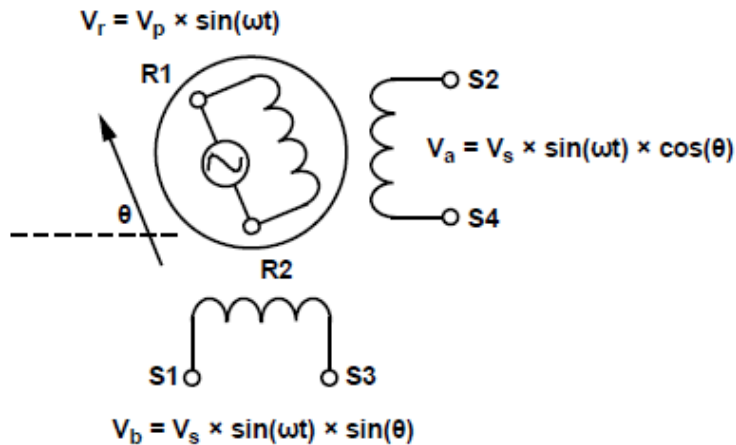 Vr = Vp × sin(ωt)
R1
S2
Va = Vs × sin(ωt) × cos(θ)
θ
S4
R2
S1
S3
Vb = Vs × sin(ωt) × sin(θ)